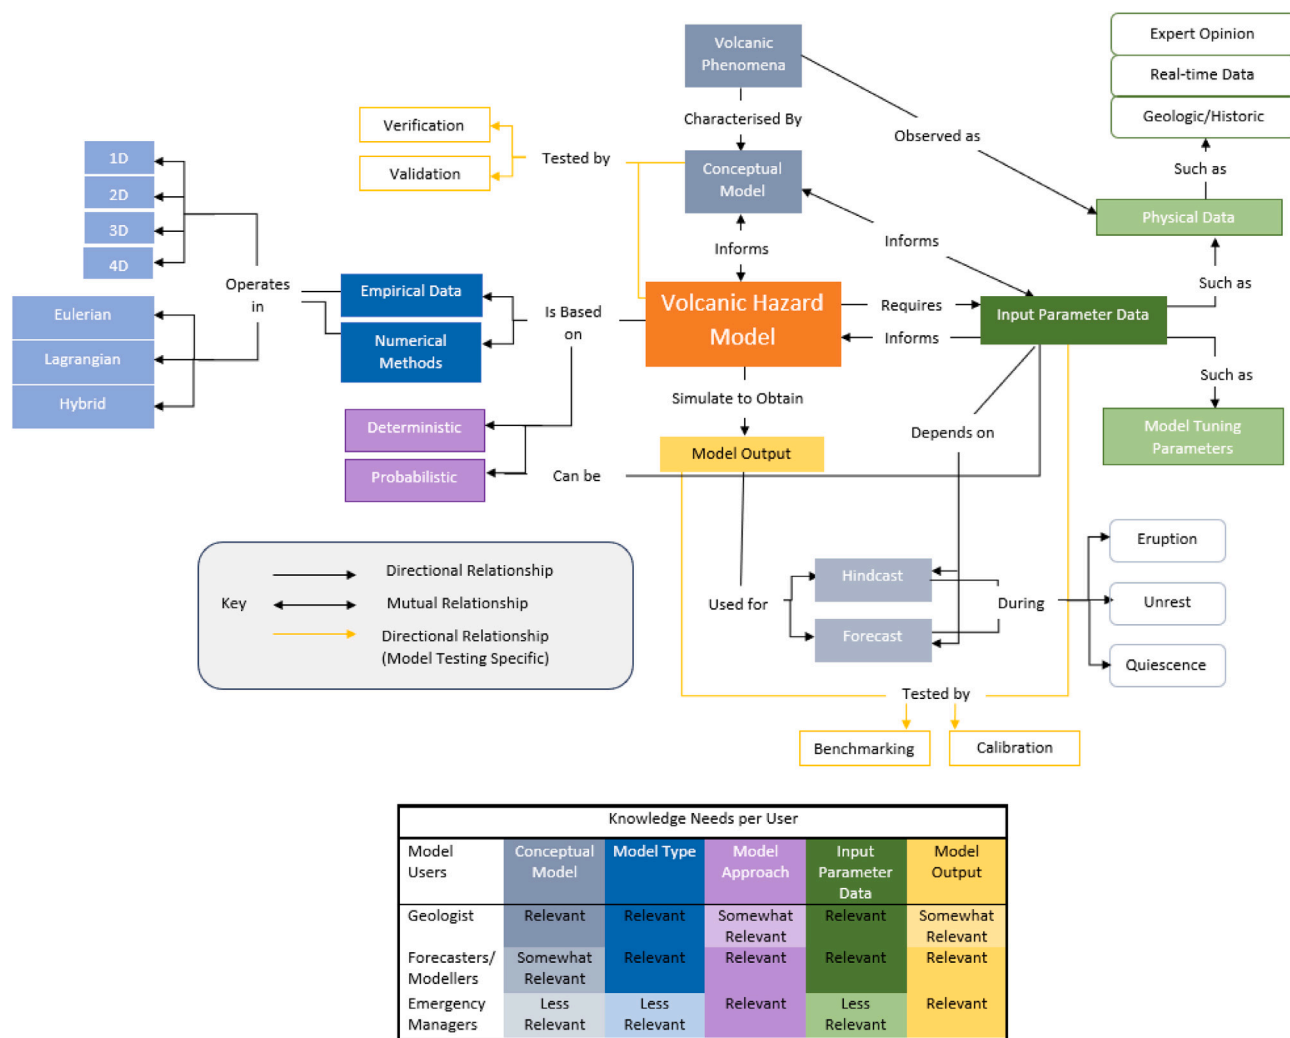 Volcanic
Phenomena
Expert Opinion
Real-time Data
Geologic/Historic
Verification
Validation
Tested by
Characterised By
Observed as
Such as
1D
2D
3D
4D
Conceptual
Model
Physical Data
Informs
Informs
Such as
Operates
in
Empirical Data
Numerical
Methods
Is Based
on
Volcanic Hazard
Model
Requires
Informs
Input Parameter Data
Eulerian
Lagrangian
Hybrid
Such as
Simulate to Obtain
Depends on
Model Tuning
Parameters
Deterministic
Probabilistic
Can be
Model Output
Key
Directional Relationship
Mutual Relationship
Directional Relationship
(Model Testing Specific)
Used for
Hindcast
Forecast
During
Eruption
Unrest
Quiescence
Tested by
Benchmarking
Calibration
Knowledge Needs per User
Model
Users
Conceptual
Model
Model Type
Model
Approach
Input
Parameter
Data
Model
Output
Geologist
Relevant
Relevant
Somewhat
Relevant
Relevant
Somewhat
Relevant
Forecasters/
Modellers
Somewhat
Relevant
Relevant
Relevant
Relevant
Relevant
Emergency
Managers
Less
Relevant
Less
Relevant
Relevant
Less
Relevant
Relevant